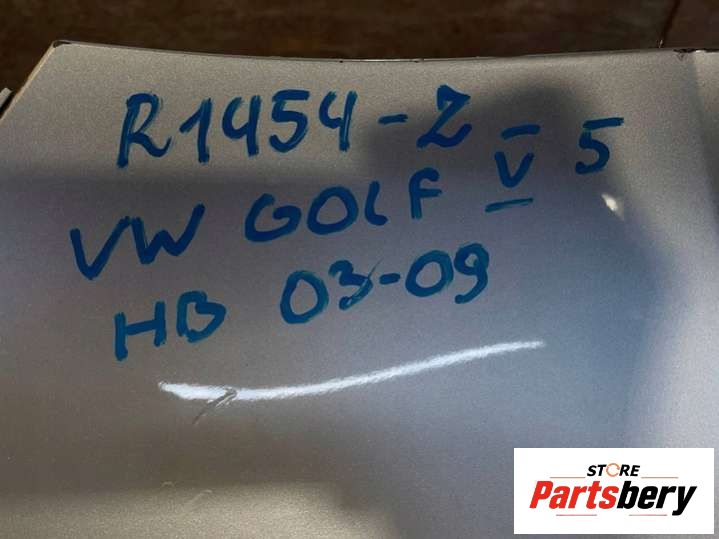 R1454-Z
VW GOLF V 5
HB 03-09
STORE
Partsbery